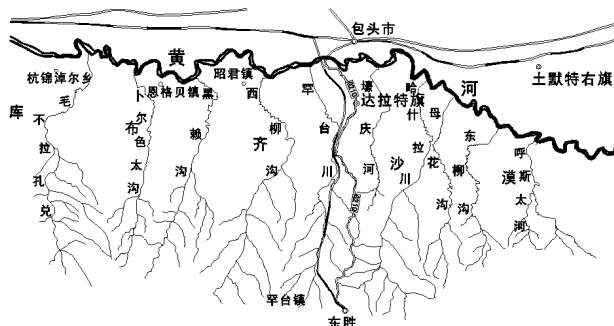 包头市
黄河
昭君镇
土默特右旗
杭锦淖尔乡
恩格贝镇
达拉特旗
库布齐沙漠
毛不拉孔兑
卜尔色太沟
黑赖沟
西柳沟
罕台川
壕庆河
哈什拉川
母花沟
东柳沟
呼斯太河
G210
G210
罕台镇
东胜